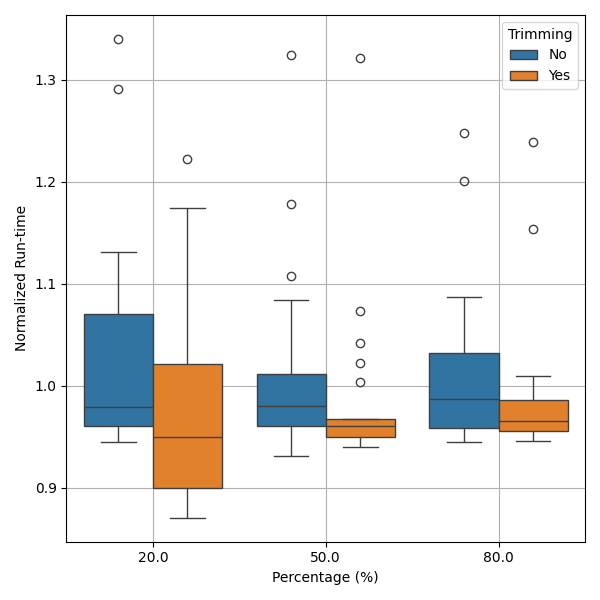 Trimming
No
Yes
1.3
1.2
1.1
1.0
0.9
Normalized Run-time
20.0
50.0
80.0
Percentage (%)